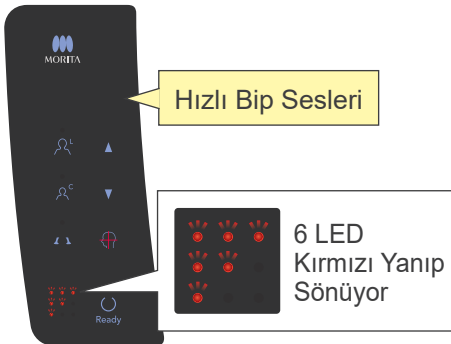 MORITA
Hızlı Bip Sesleri
L
C
6 LED
Kırmızı Yanıp
Sönüyor
Ready